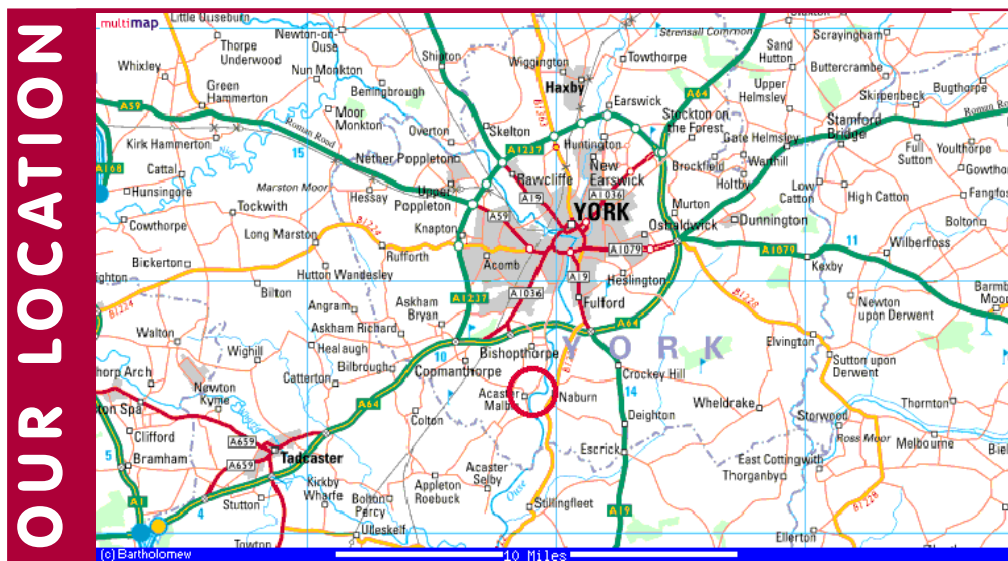 OUR LOCATION
multimap
Little Ouseburn
Newton-on-
Ouse
Shipton
Strensall Common
Sand
Hutton
Scrayingham
Thorpe
Underwood
Wigginton
Towthorpe
Buttercrambe
Whixley
Nun Monkton
Haxby
Upper
Helmsley
Bugthorpe
Green
Hammerton
Beningbrough
B1363
Earswick
A64
Skirpenbeck
A59
Moor
Monkton
Overton
Skelton
Stockton on
the Forest
Gate Helmsley
Stamford
Bridge
Roman Road
Roman Road
Kirk Hammerton
Nidd
15
A1237
Huntington
Full
Sutton
Youlthorpe
Nether Poppleton
New
Earswick
Brockfield
Warthill
A168
Cattal
Marston Moor
Upper
Poppleton
Rawcliffe
A1036
Holtby
Low
Catton
High Catton
Hunsingore
Hessay
A19
Murton
Tockwith
A59
YORK
Dunnington
Bolton
Cowthorpe
B1224
Knapton
Osbaldwick
Long Marston
Rufforth
A1079
A1079
11
Wilberfoss
Bickerton
Acomb
A19
Heslington
Kexby
Hutton Wandesley
A1036
Bilton
Angram
Askham
Bryan
A1237
Fulford
B1228
Newton
upon Derwent
B1224
A64
Walton
Askham Richard
Elvington
Wighill
Healaugh
10
Bishopthorpe
YORK
Sutton upon
Derwent
Bilbrough
Copmanthorpe
Crockey Hill
Catterton
14
Newton
Kyme
A64
Acaster
Malbis
Naburn
Wheldrake
Thornton
Colton
Deighton
Storwood
Clifford
A659
Ross Moor
Melbourne
5
Bramham
A659
Tadcaster
Escrick
East Cottingwith
Thorganby
Kirkby
Wharfe
Acaster
Selby
Appleton
Roebuck
Ouse
A1
4
Stutton
Bolton
Percy
Stillingfleet
B1228
A19
Towton
Ulleskelf
Ellerton
(c) Bartholomew
10 Miles